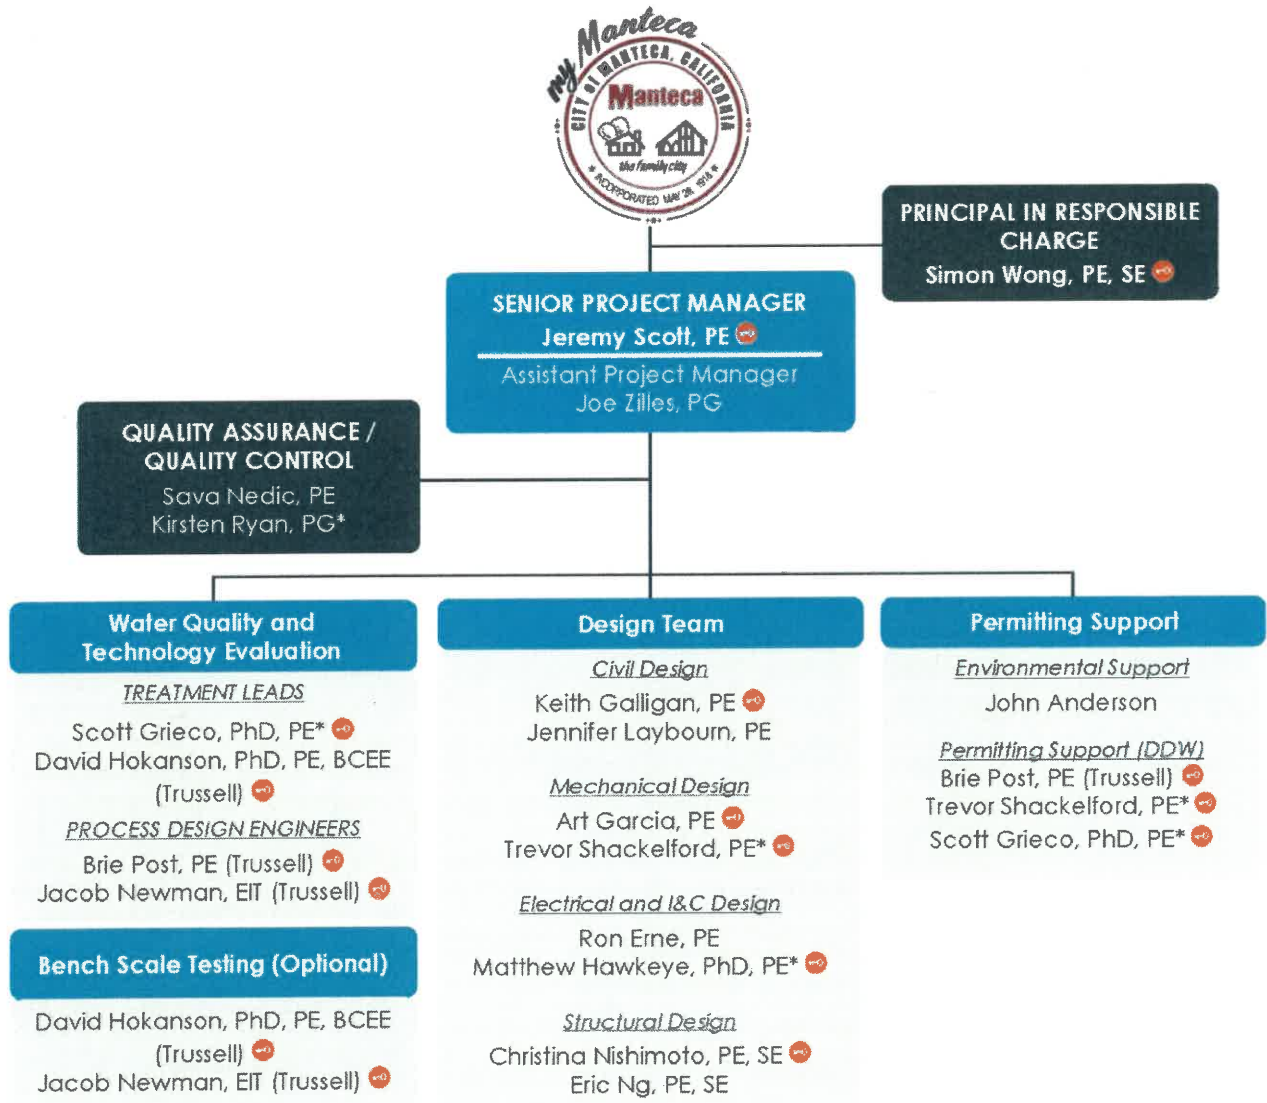 my Manteca
CITY of MANTECA, CALIFORNIA
Manteca
the family city
INCORPORATED MAY 28, 1918
PRINCIPAL IN RESPONSIBLE
CHARGE
Simon Wong, PE, SE
SENIOR PROJECT MANAGER
Jeremy Scott, PE
Assistant Project Manager
Joe Zilles, PG
QUALITY ASSURANCE /
QUALITY CONTROL
Sava Nedic, PE
Kirsten Ryan, PG*
Water Quality and
Technology Evaluation
TREATMENT LEADS
Scott Grieco, PhD, PE*
David Hokanson, PhD, PE, BCEE
(Trussell)
PROCESS DESIGN ENGINEERS
Brie Post, PE (Trussell)
Jacob Newman, EIT (Trussell)
Bench Scale Testing (Optional)
David Hokanson, PhD, PE, BCEE
(Trussell)
Jacob Newman, EIT (Trussell)
Design Team
Civil Design
Keith Galligan, PE
Jennifer Laybourn, PE
Mechanical Design
Art Garcia, PE
Trevor Shackelford, PE*
Electrical and I&C Design
Ron Erne, PE
Matthew Hawkeye, PhD, PE*
Structural Design
Christina Nishimoto, PE, SE
Eric Ng, PE, SE
Permitting Support
Environmental Support
John Anderson
Permitting Support (DDW)
Brie Post, PE (Trussell)
Trevor Shackelford, PE*
Scott Grieco, PhD, PE*